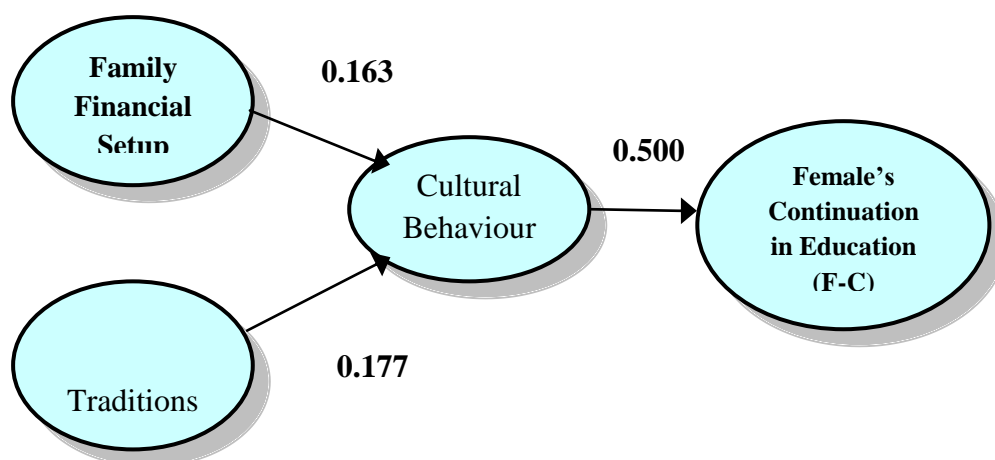 Family
Financial
Setup
0.163
Cultural
Behaviour
0.500
Female's
Continuation
in Education
(F-C)
Traditions
0.177